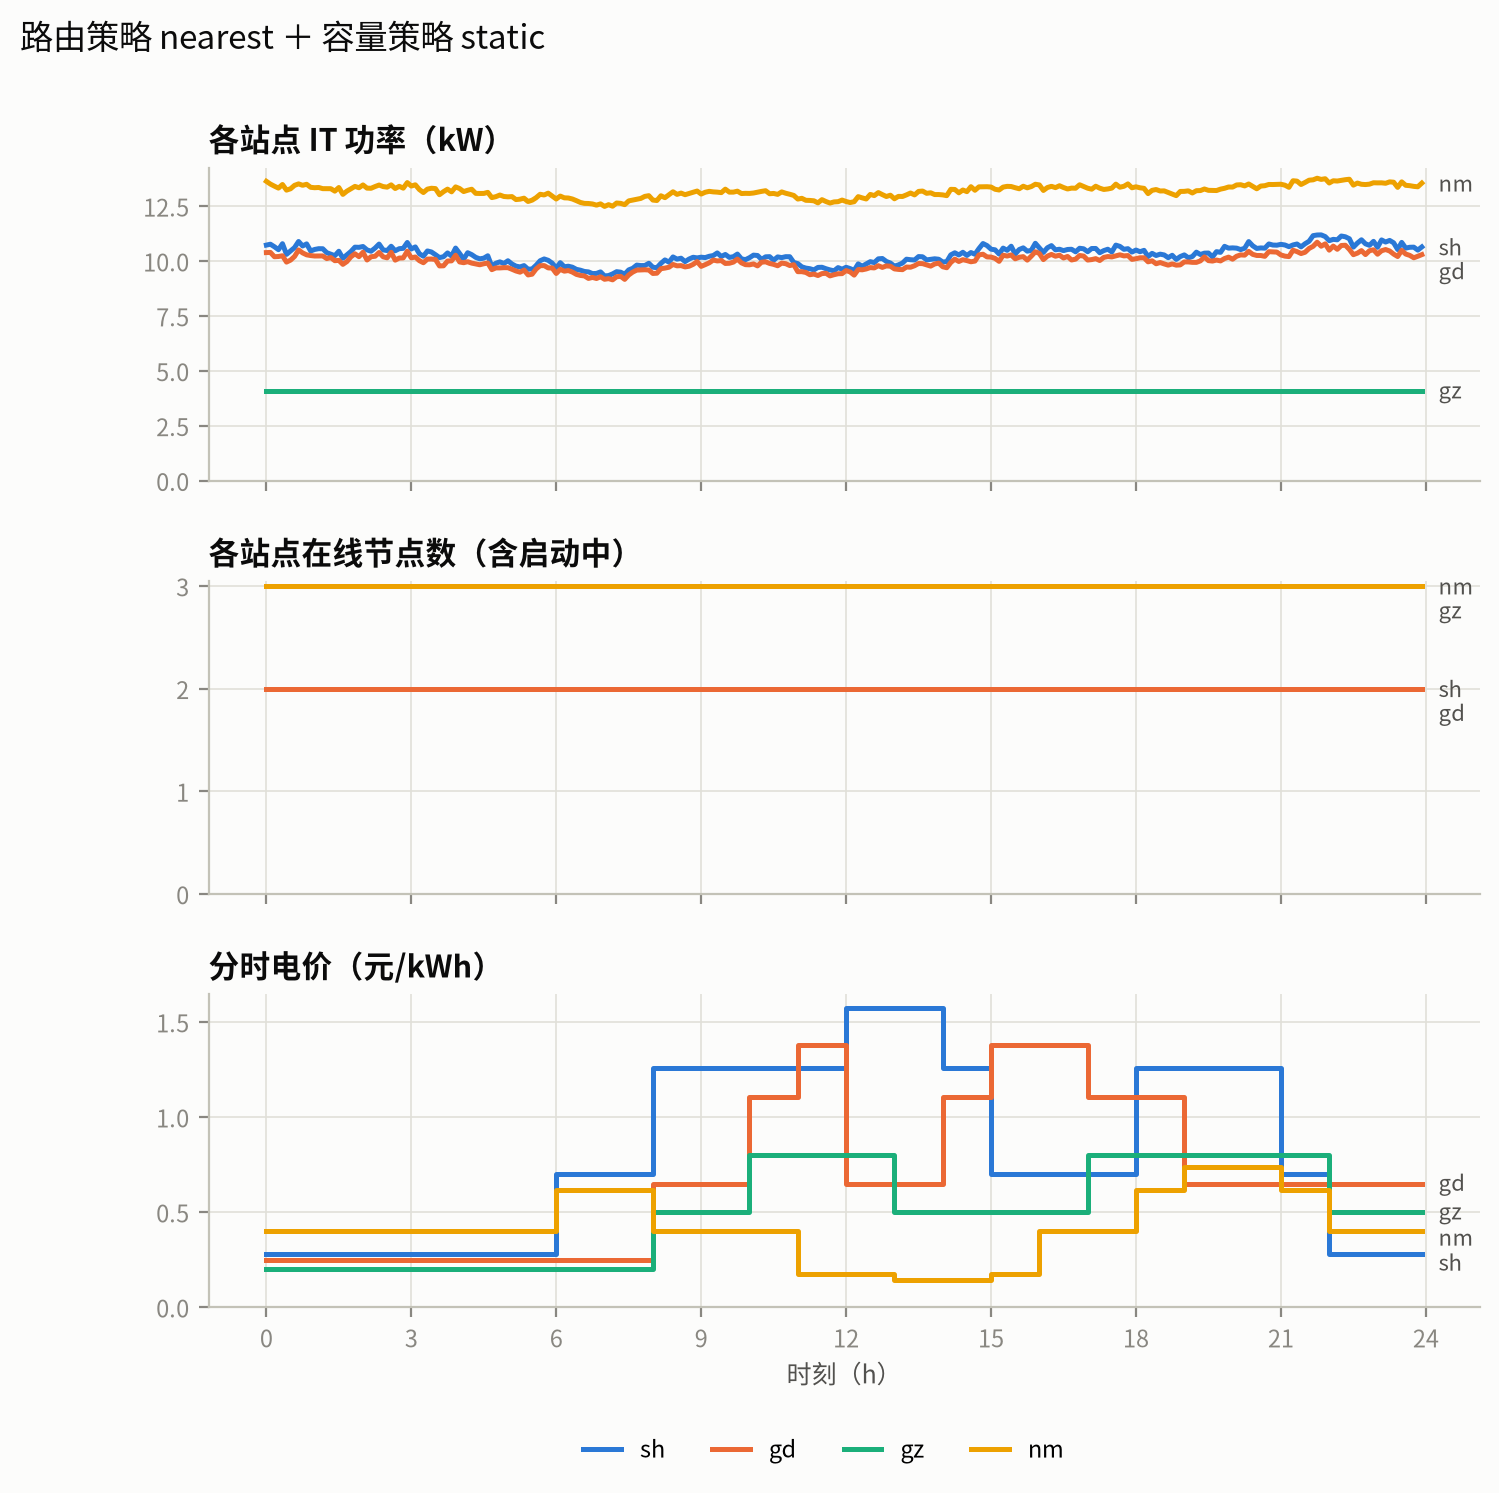 路由策略 nearest ＋ 容量策略 static
各站点 IT 功率（kW）
12.5
10.0
7.5
5.0
2.5
0.0
nm
sh
gd
gz
各站点在线节点数（含启动中）
3
2
1
0
nm
gz
sh
gd
分时电价（元/kWh）
1.5
1.0
0.5
0.0
gd
gz
nm
sh
0 3 6 9 12 15 18 21 24
时刻（h）
sh gd gz nm